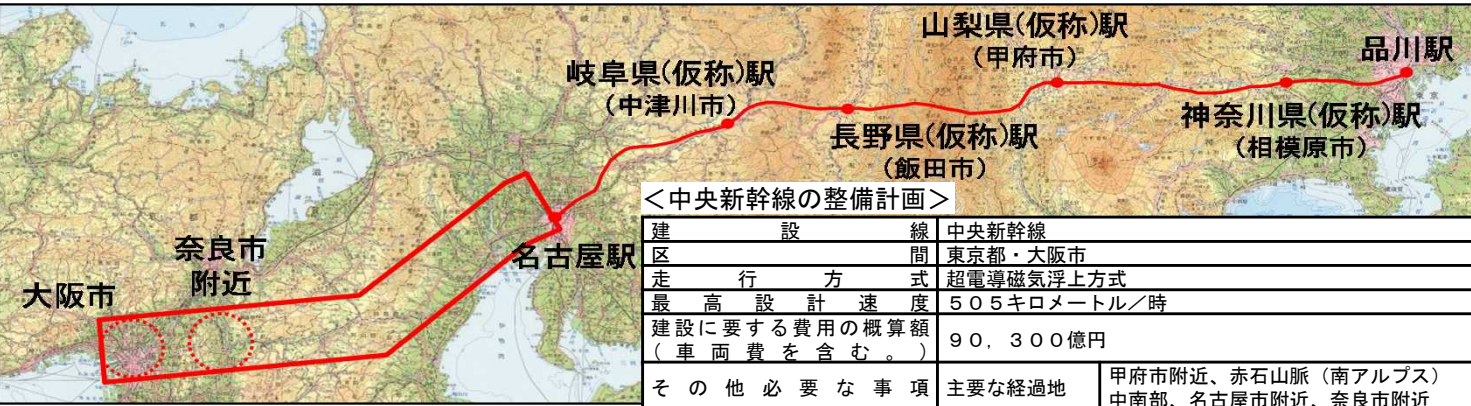 山梨県(仮称)駅
(甲府市)
品川駅
岐阜県(仮称)駅
(中津川市)
長野県(仮称)駅
(飯田市)
神奈川県(仮称)駅
(相模原市)
東京
名古屋駅
奈良市
附近
大阪市
＜中央新幹線の整備計画＞
建設線 中央新幹線
区間 東京都・大阪市
走行方式 超電導磁気浮上方式
最高設計速度 505キロメートル／時
建設に要する費用の概算額
(車両費を含む。) 90,300億円
その他必要な事項 主要な経過地 甲府市附近、赤石山脈（南アルプス）
中南部、名古屋市附近、奈良市附近